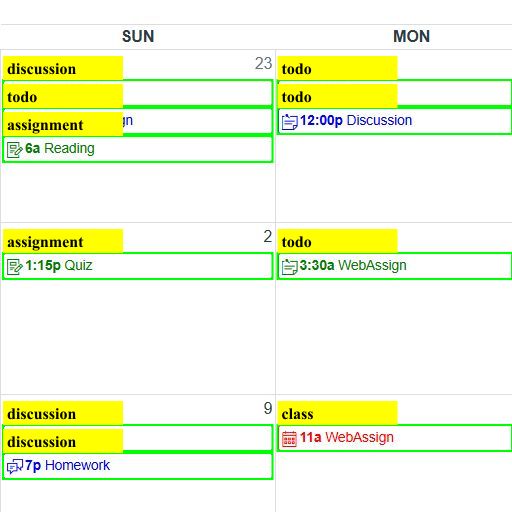 SUN
MON
discussion
23
todo
assignment
gn
6a Reading
todo
todo
12:00p Discussion
assignment
2
1:15p Quiz
todo
3:30a WebAssign
discussion
9
discussion
7p Homework
class
11a WebAssign